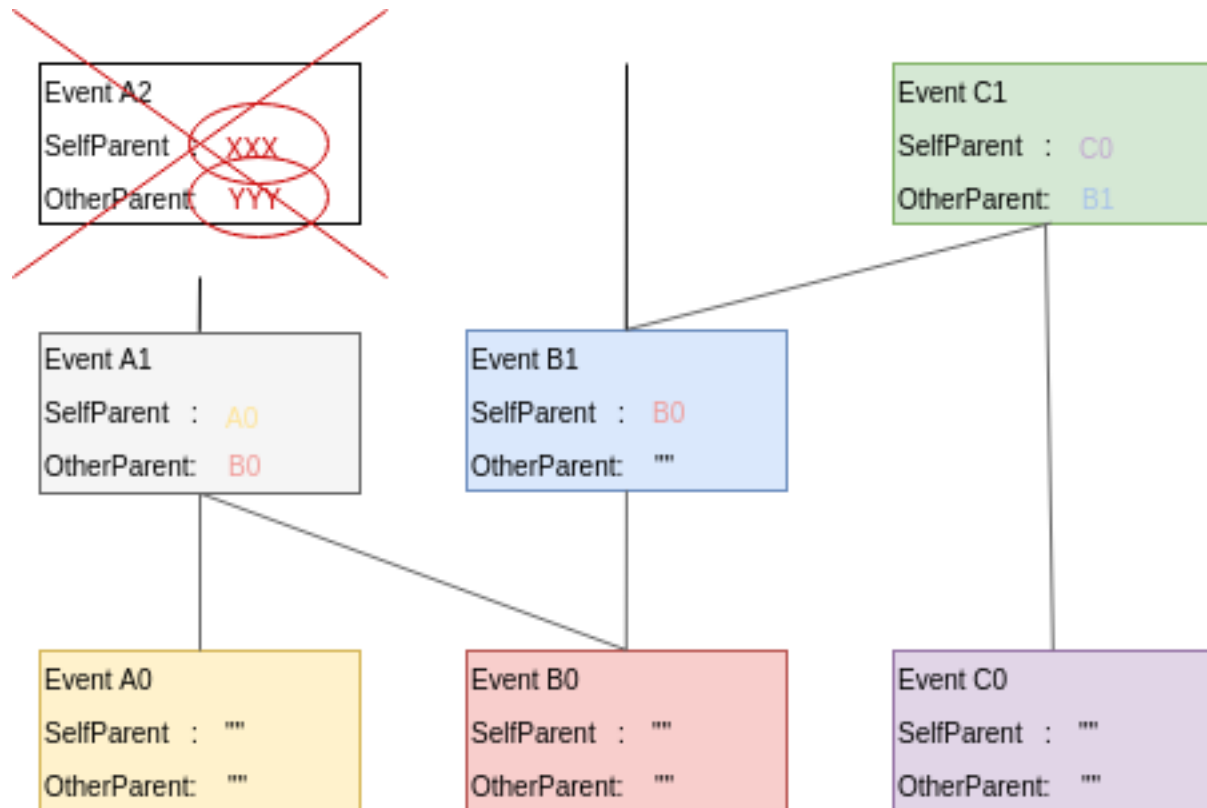 Event A2
SelfParent : XXX
OtherParent: YYY
Event C1
SelfParent : C0
OtherParent: B1
Event A1
SelfParent : A0
OtherParent: B0
Event B1
SelfParent : B0
OtherParent: ""
Event A0
SelfParent : ""
OtherParent: ""
Event B0
SelfParent : ""
OtherParent: ""
Event C0
SelfParent : ""
OtherParent: ""